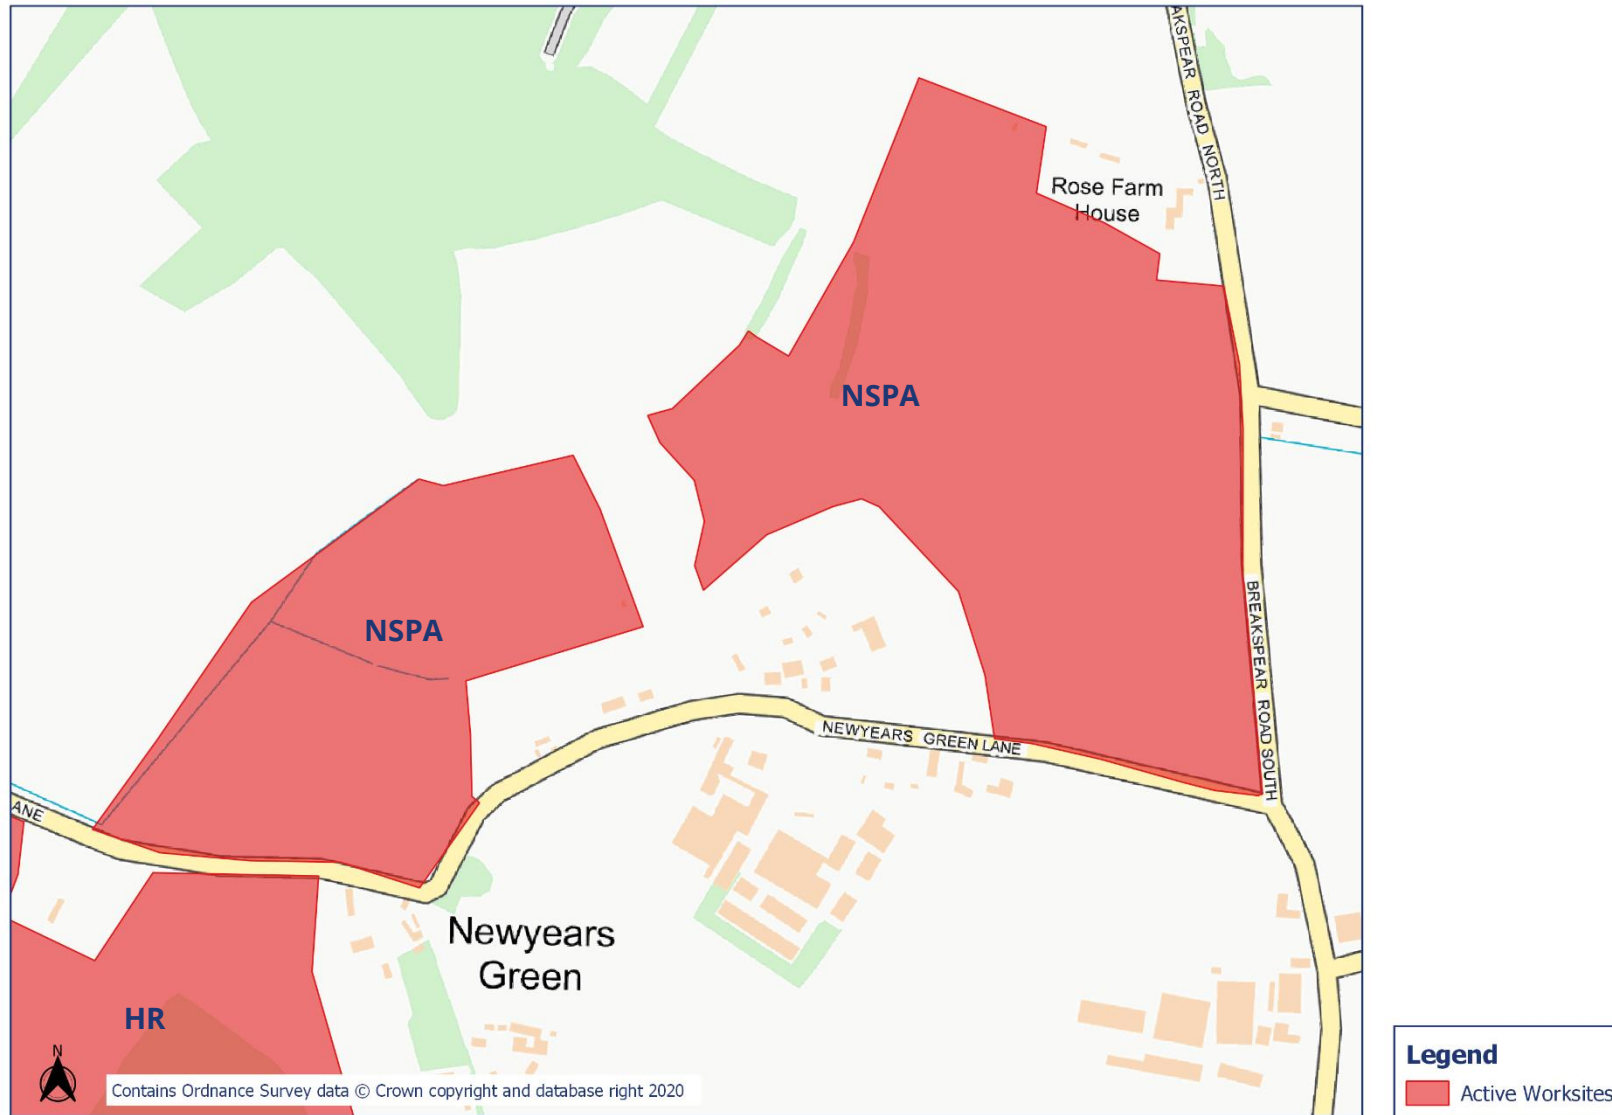 AKSPEAR ROAD NORTH
Rose Farm
House
NSPA
NSPA
BREAKSPEAR ROAD SOUTH
NEWYEARS GREEN LANE
ANE
Newyears
Green
HR
N
Contains Ordnance Survey data © Crown copyright and database right 2020
Legend
Active Worksites